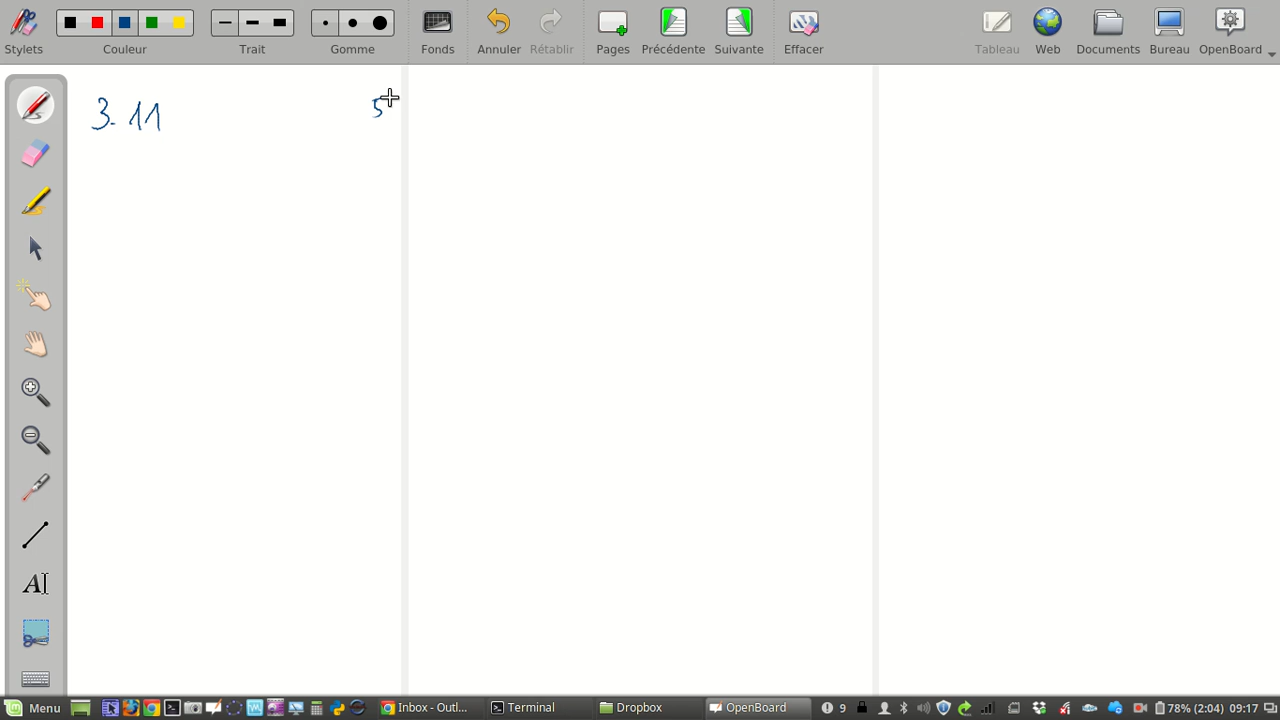 Stylets Couleur Trait Gomme Fonds Annuler Rétablir Pages Précédente Suivante Effacer Tableau Web Documents Bureau OpenBoard
3. 11 5
Menu Inbox - Outl... Terminal Dropbox OpenBoard 9 78% (2:04) 09:17